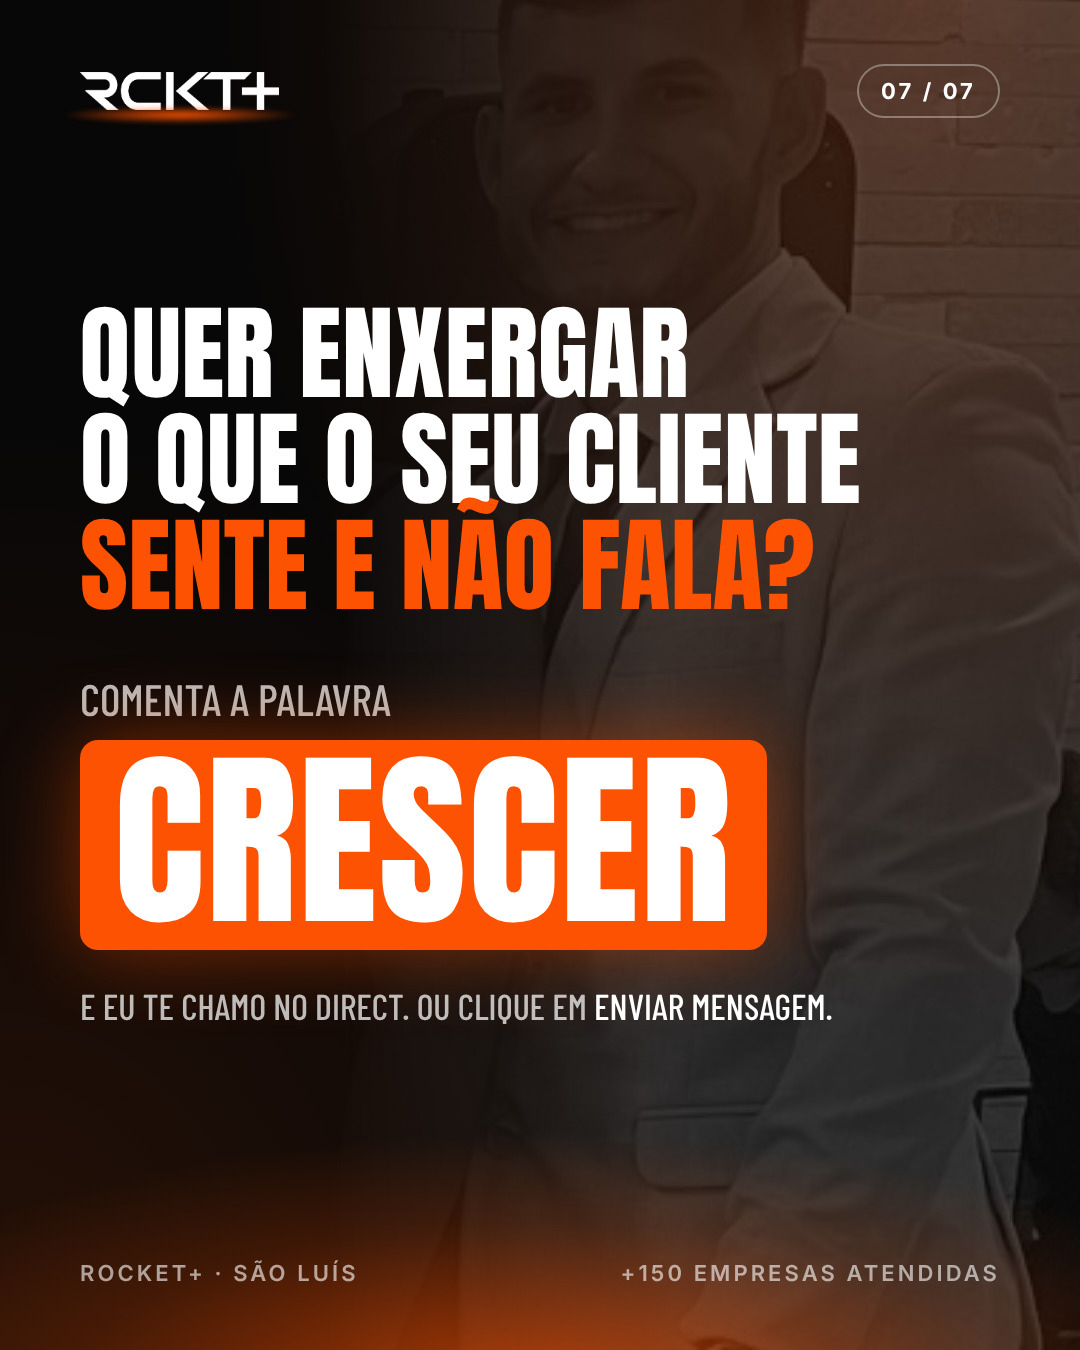 RCKT+
07 / 07
QUER ENXERGAR
O QUE O SEU CLIENTE
SENTE E NÃO FALA?
COMENTA A PALAVRA
CRESCER
E EU TE CHAMO NO DIRECT. OU CLIQUE EM ENVIAR MENSAGEM.
ROCKET+ · SÃO LUÍS
+150 EMPRESAS ATENDIDAS